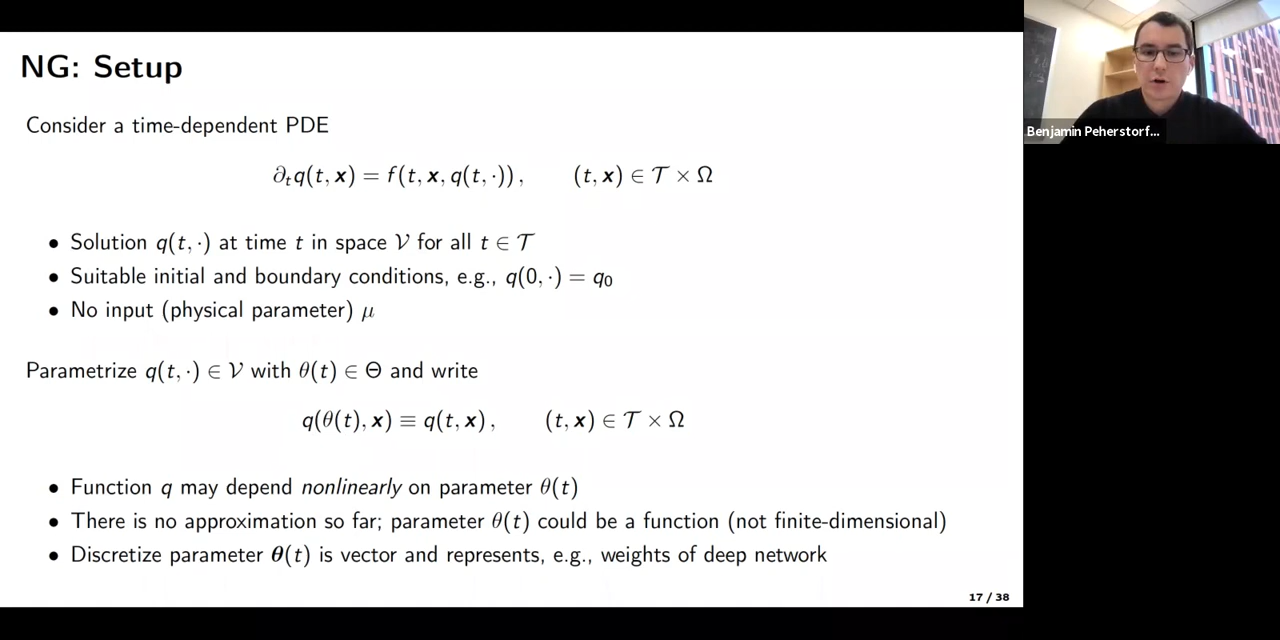 NG: Setup
Consider a time-dependent PDE
∂ₜq(t, x) = f(t, x, q(t, ·)),  (t, x) ∈ 𝒯 × Ω
• Solution q(t, ·) at time t in space 𝒱 for all t ∈ 𝒯
• Suitable initial and boundary conditions, e.g., q(0, ·) = q₀
• No input (physical parameter) μ
Parametrize q(t, ·) ∈ 𝒱 with θ(t) ∈ Θ and write
q(θ(t), x) ≡ q(t, x),  (t, x) ∈ 𝒯 × Ω
• Function q may depend nonlinearly on parameter θ(t)
• There is no approximation so far; parameter θ(t) could be a function (not finite-dimensional)
• Discretize parameter θ(t) is vector and represents, e.g., weights of deep network
17 / 38
Benjamin Peherstorf...